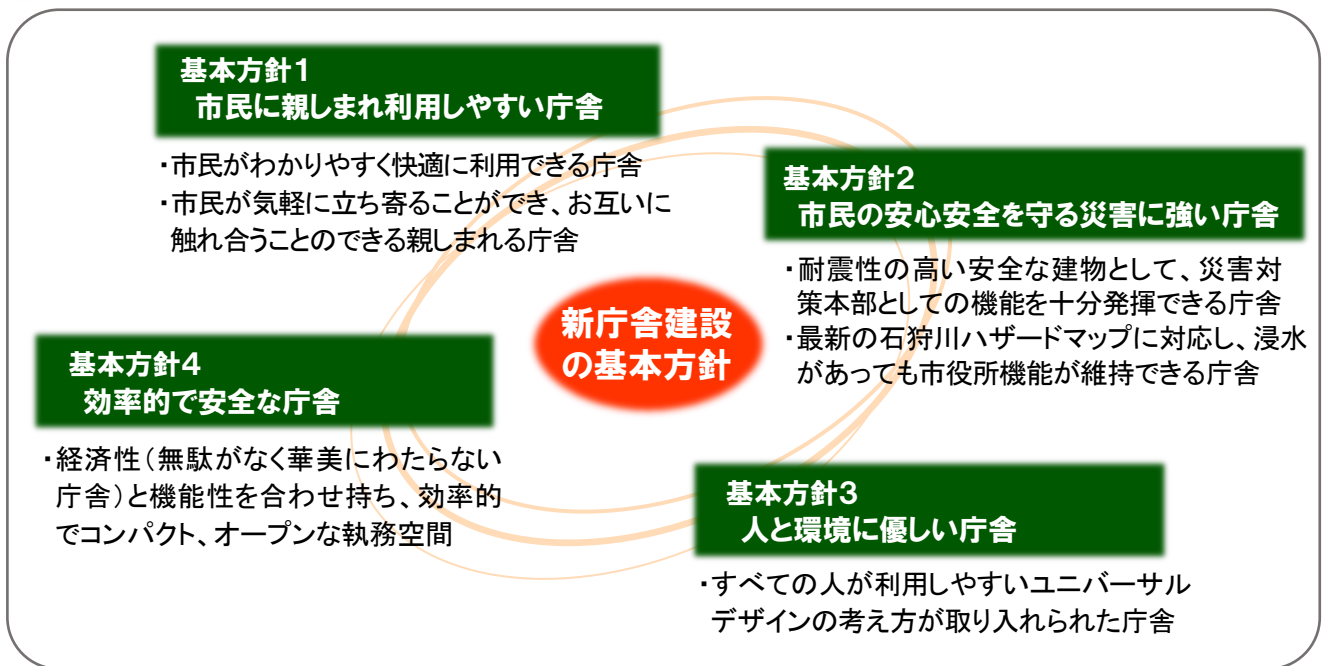 基本方針1
市民に親しまれ利用しやすい庁舎
・市民がわかりやすく快適に利用できる庁舎
・市民が気軽に立ち寄ることができ、お互いに
触れ合うことのできる親しまれる庁舎
基本方針2
市民の安心安全を守る災害に強い庁舎
・耐震性の高い安全な建物として、災害対
策本部としての機能を十分発揮できる庁舎
・最新の石狩川ハザードマップに対応し、浸水
があっても市役所機能が維持できる庁舎
新庁舎建設
の基本方針
基本方針4
効率的で安全な庁舎
・経済性（無駄がなく華美にわたらない
庁舎）と機能性を合わせ持ち、効率的
でコンパクト、オープンな執務空間
基本方針3
人と環境に優しい庁舎
・すべての人が利用しやすいユニバーサル
デザインの考え方が取り入れられた庁舎